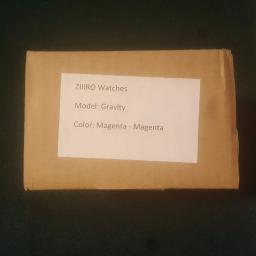 ZIIIRO Watches
Model: Gravity
Color: Magenta - Magenta